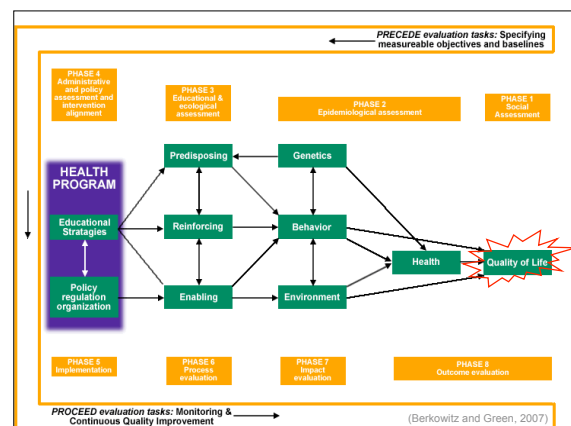 PRECEDE evaluation tasks: Specifying
measureable objectives and baselines
PHASE 4
Administrative
and policy
assessment and
intervention
alignment
PHASE 3
Educational &
ecological
assessment
PHASE 2
Epidemiological assessment
PHASE 1
Social
Assessment
HEALTH
PROGRAM
Educational
Stratagies
Policy
regulation
organization
Predisposing
Reinforcing
Enabling
Genetics
Behavior
Environment
Health
Quality of Life
PHASE 5
Implementation
PHASE 6
Process
evaluation
PHASE 7
Impact
evaluation
PHASE 8
Outcome evaluation
PROCEED evaluation tasks: Monitoring &
Continuous Quality Improvement
(Berkowitz and Green, 2007)